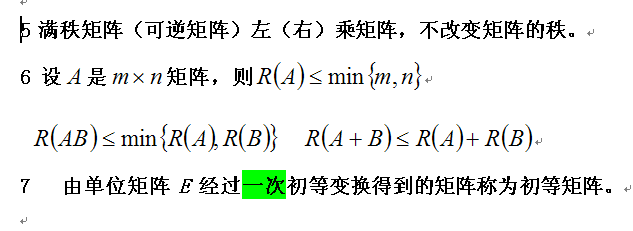 5 满秩矩阵（可逆矩阵）左（右）乘矩阵，不改变矩阵的秩。
6 设 A 是 m×n 矩阵，则 R(A)≤min{m,n}
R(AB)≤min{R(A),R(B)} R(A+B)≤R(A)+R(B)
7 由单位矩阵 E 经过一次初等变换得到的矩阵称为初等矩阵。